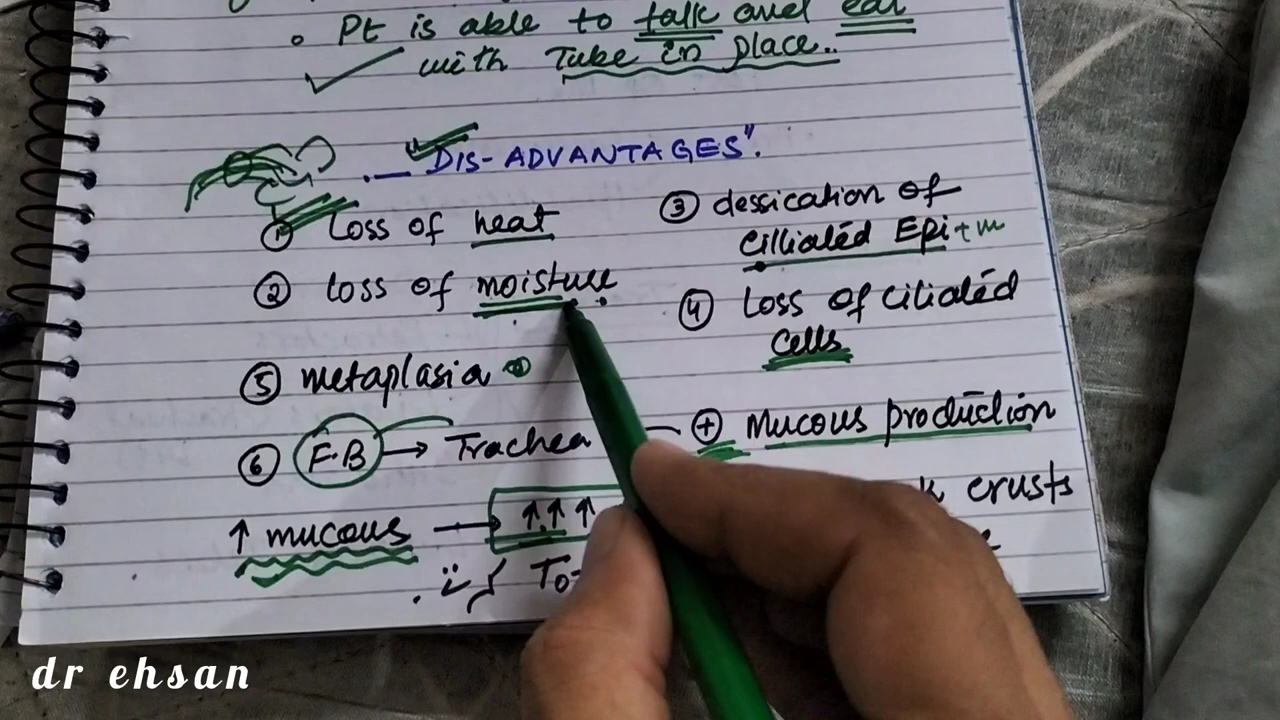 • Pt is able to talk and eat
with Tube in place..
"DIS-ADVANTAGES".
① Loss of heat
② loss of moisture
③ dessication of
cilliated Epi + m
④ Loss of ciliated
cells
⑤ metaplasia
⑥ F.B → Trachea — ⊕ Mucous production
↑ mucous → ↑↑↑ crusts
dr ehsan